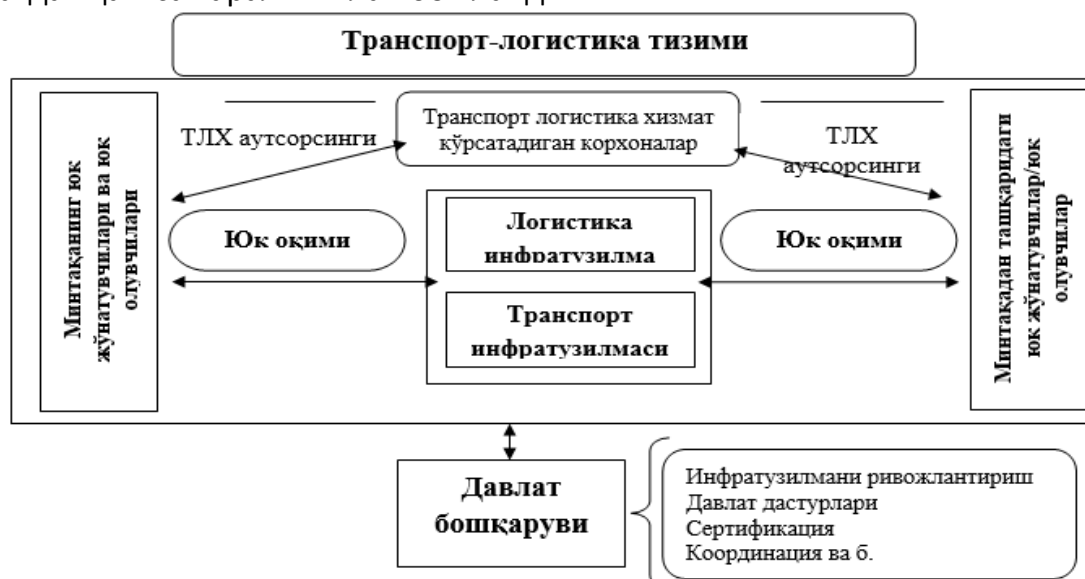 Транспорт-логистика тизими
Минтақанинг юк
жўнатувчилари ва юк
олувчилари
ТЛХ аутсорсинги
Транспорт логистика хизмат
кўрсатадиган корхоналар
ТЛХ
аутсорсинги
Юк оқими
Логистика
инфратузилма
Транспорт
инфратузилмаси
Юк оқими
Минтақадан ташқаридаги
юк жўнатувчилар/юк
олувчилар
Давлат
бошқаруви
Инфратузилмани ривожлантириш
Давлат дастурлари
Сертификация
Координация ва б.